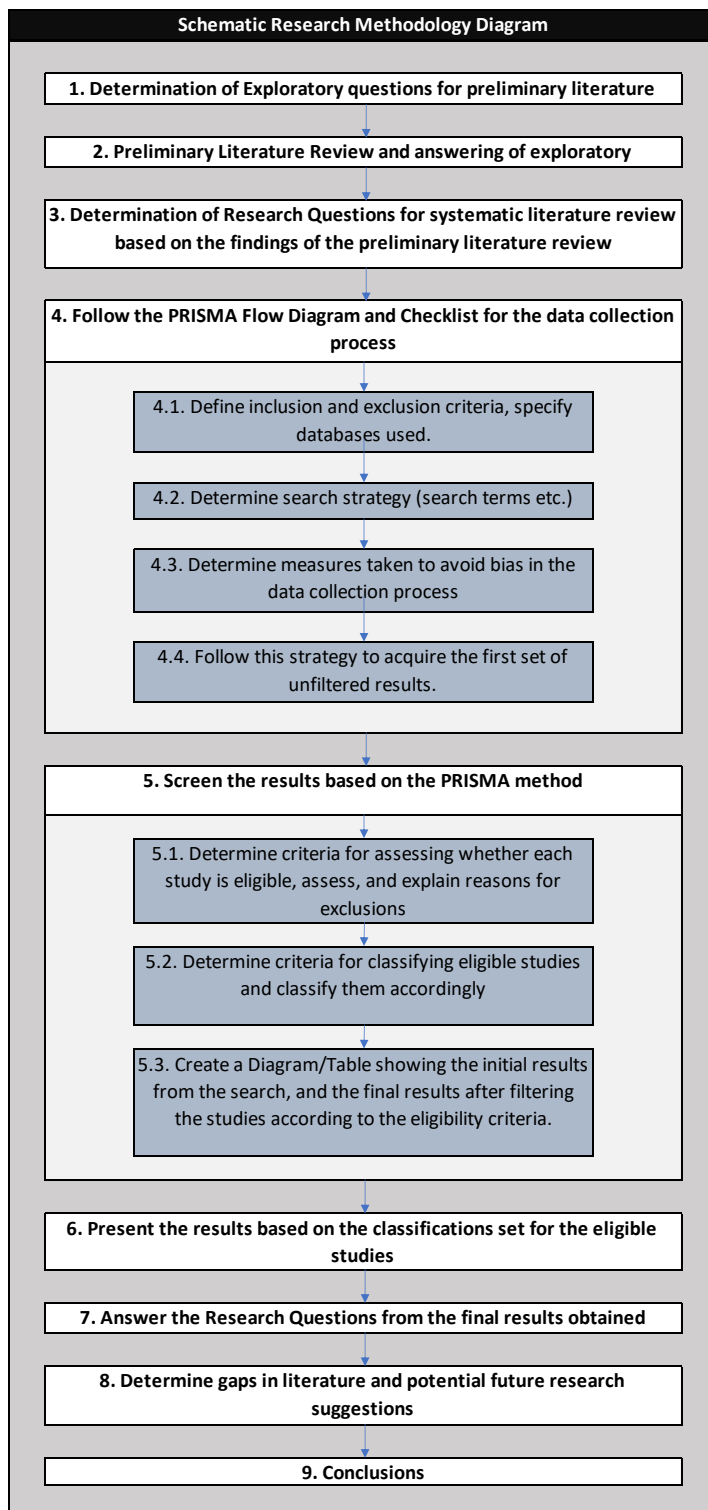 Schematic Research Methodology Diagram
1. Determination of Exploratory questions for preliminary literature
2. Preliminary Literature Review and answering of exploratory
3. Determination of Research Questions for systematic literature review
based on the findings of the preliminary literature review
4. Follow the PRISMA Flow Diagram and Checklist for the data collection
process
4.1. Define inclusion and exclusion criteria, specify
databases used.
4.2. Determine search strategy (search terms etc.)
4.3. Determine measures taken to avoid bias in the
data collection process
4.4. Follow this strategy to acquire the first set of
unfiltered results.
5. Screen the results based on the PRISMA method
5.1. Determine criteria for assessing whether each
study is eligible, assess, and explain reasons for
exclusions
5.2. Determine criteria for classifying eligible studies
and classify them accordingly
5.3. Create a Diagram/Table showing the initial results
from the search, and the final results after filtering
the studies according to the eligibility criteria.
6. Present the results based on the classifications set for the eligible
studies
7. Answer the Research Questions from the final results obtained
8. Determine gaps in literature and potential future research
suggestions
9. Conclusions